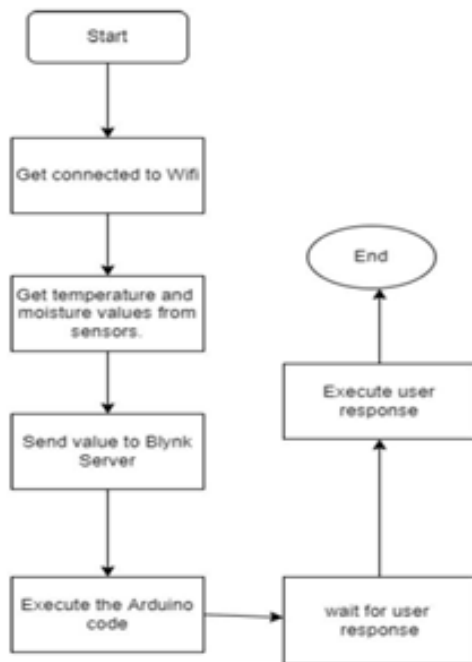 Start
Get connected to Wifi
Get temperature and
moisture values from
sensors.
Send value to Blynk
Server
Execute the Arduino
code
wait for user
response
Execute user
response
End